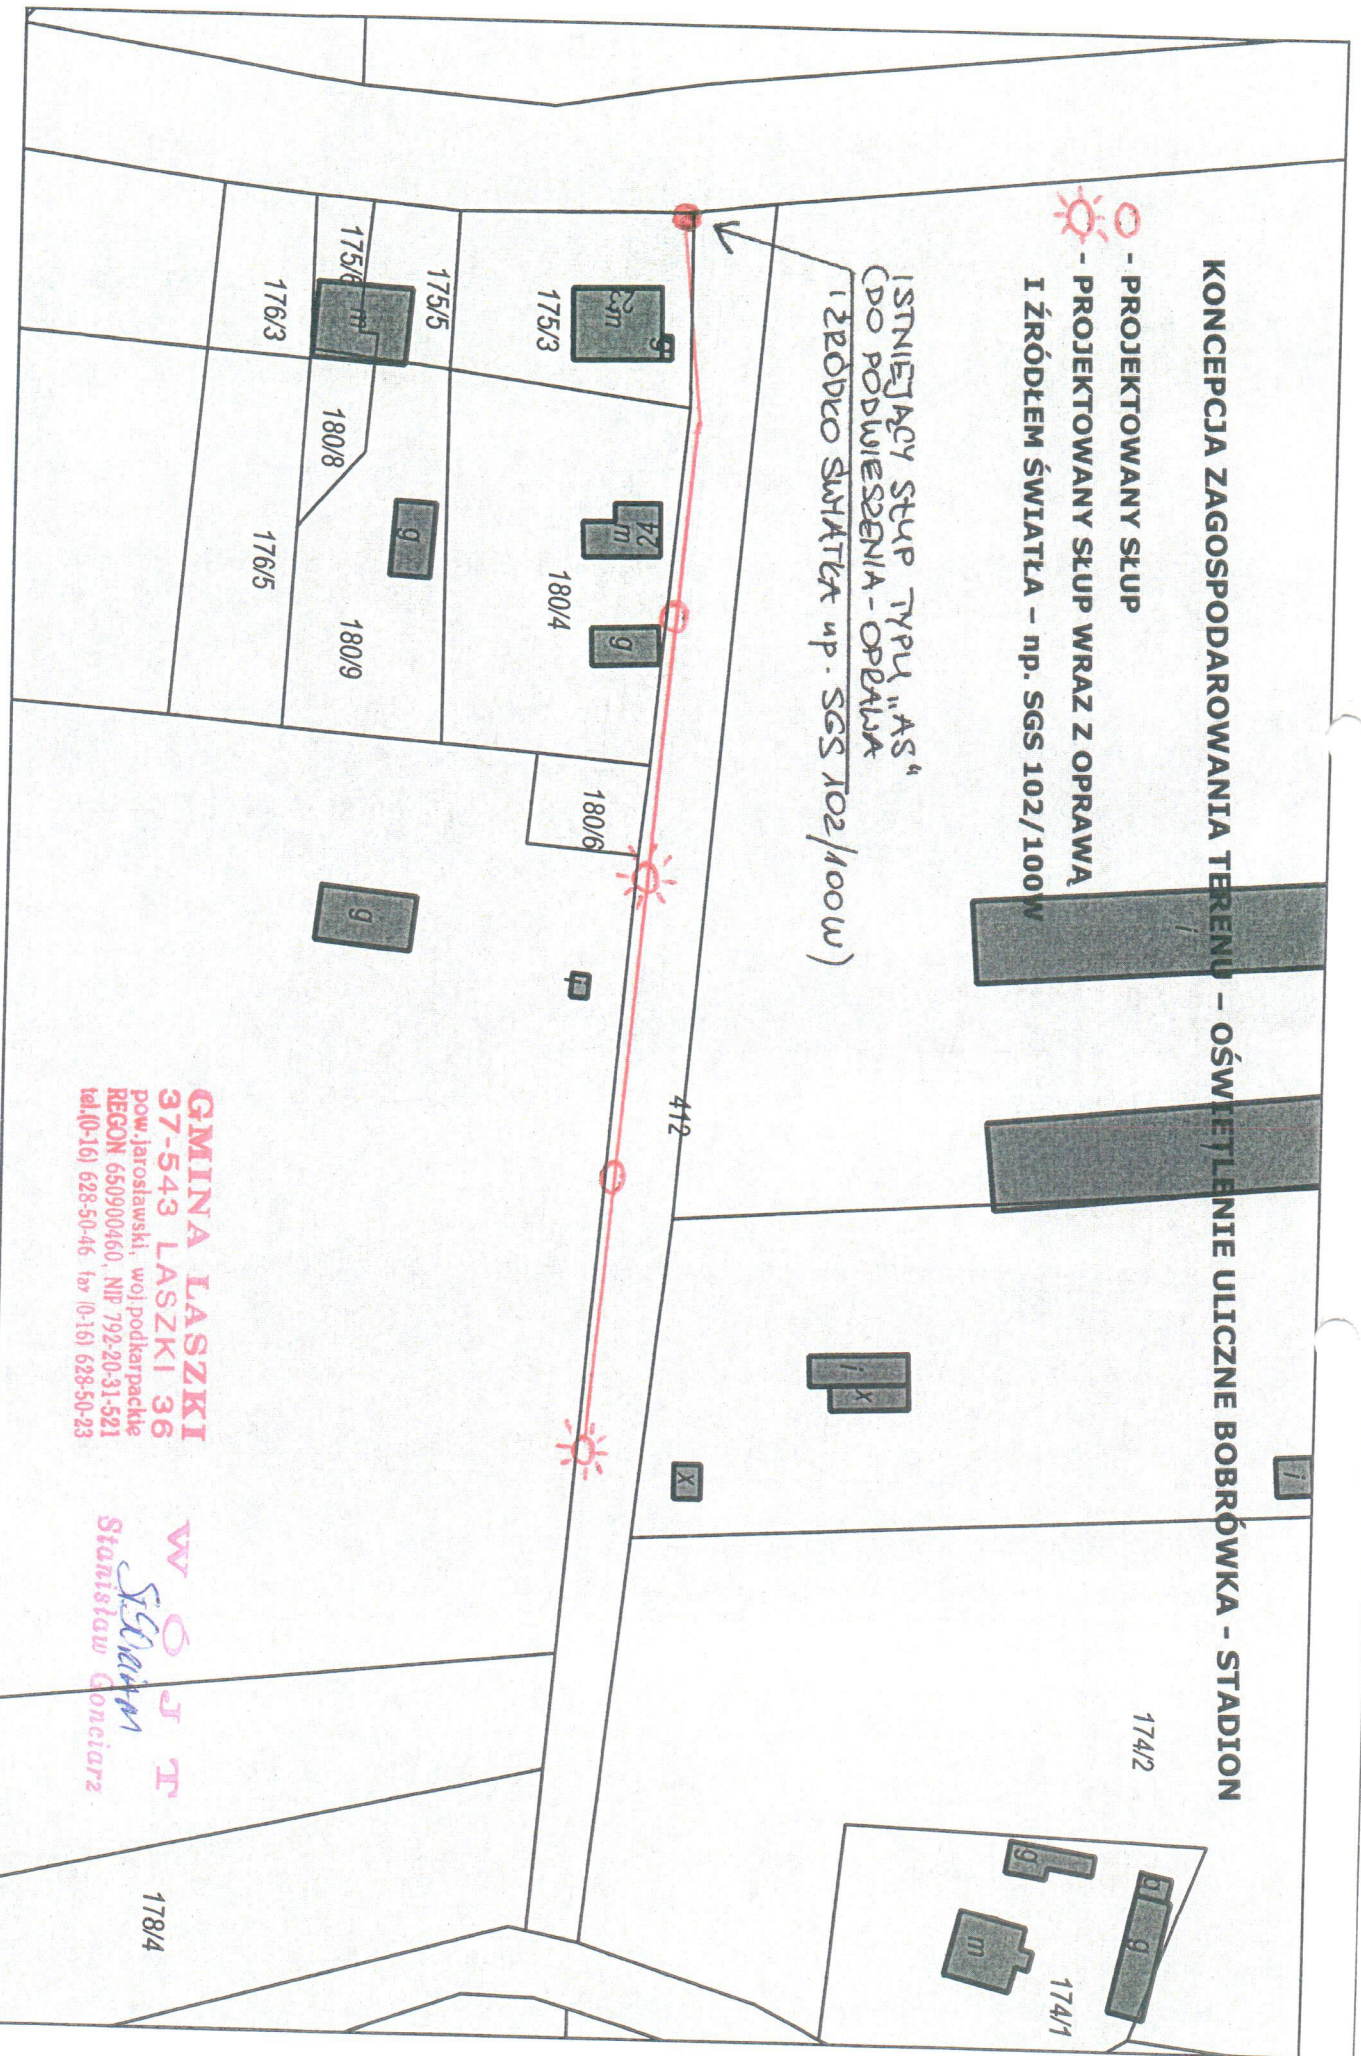 KONCEPCJA ZAGOSPODAROWANIA TERENU – OŚWIETLENIE ULICZNE BOBRÓWKA - STADION
- PROJEKTOWANY SŁUP
- PROJEKTOWANY SŁUP WRAZ Z OPRAWĄ
I ŹRÓDŁEM ŚWIATŁA – np. SGS 102/100W
ISTNIEJĄCY SŁUP TYPU „AS"
(DO PODWIESZENIA - OPRAWA
I ŹRÓDŁO ŚWIATŁA np. SGS 102/100W)
i
i
i
x
x
174/2
g
g
g
m
174/1
412
g
175/3
24
m
g
180/4
180/6
i
175/5
175/6
m
176/3
180/8
g
180/9
176/5
g
178/4
GMINA LASZKI
37-543 LASZKI 36
pow.jarosławski, woj.podkarpackie
REGON 650900460, NIP 792-20-31-521
tel.(0-16) 628-50-46 fax (0-16) 628-50-23
WÓJT
Stanisław Gonciarz